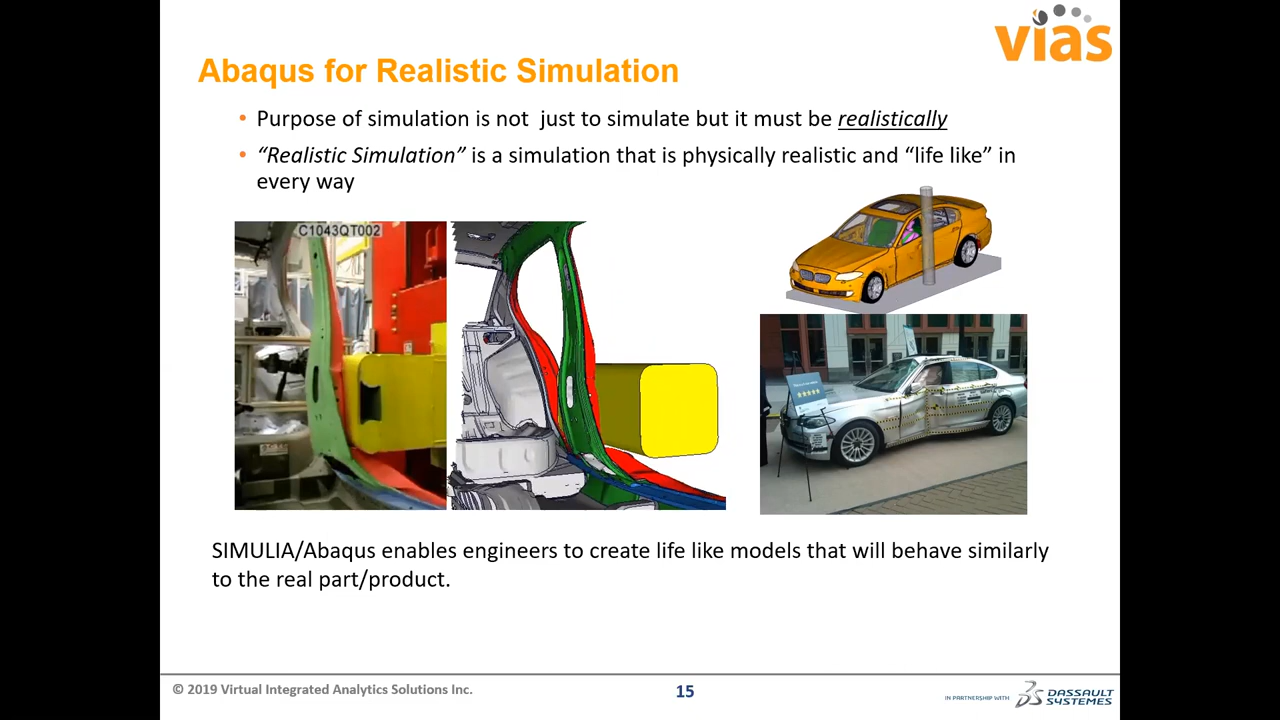 vias
Abaqus for Realistic Simulation
• Purpose of simulation is not  just to simulate but it must be realistically
• “Realistic Simulation” is a simulation that is physically realistic and “life like” in
every way
C1043QT002
SIMULIA/Abaqus enables engineers to create life like models that will behave similarly
to the real part/product.
© 2019 Virtual Integrated Analytics Solutions Inc.
15
IN PARTNERSHIP WITH
DASSAULT
SYSTEMES